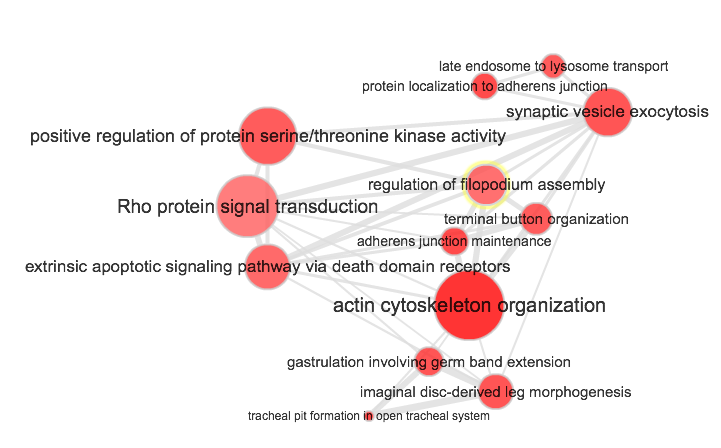 late endosome to lysosome transport
protein localization to adherens junction
synaptic vesicle exocytosis
positive regulation of protein serine/threonine kinase activity
regulation of filopodium assembly
Rho protein signal transduction
terminal button organization
adherens junction maintenance
extrinsic apoptotic signaling pathway via death domain receptors
actin cytoskeleton organization
gastrulation involving germ band extension
imaginal disc-derived leg morphogenesis
tracheal pit formation in open tracheal system